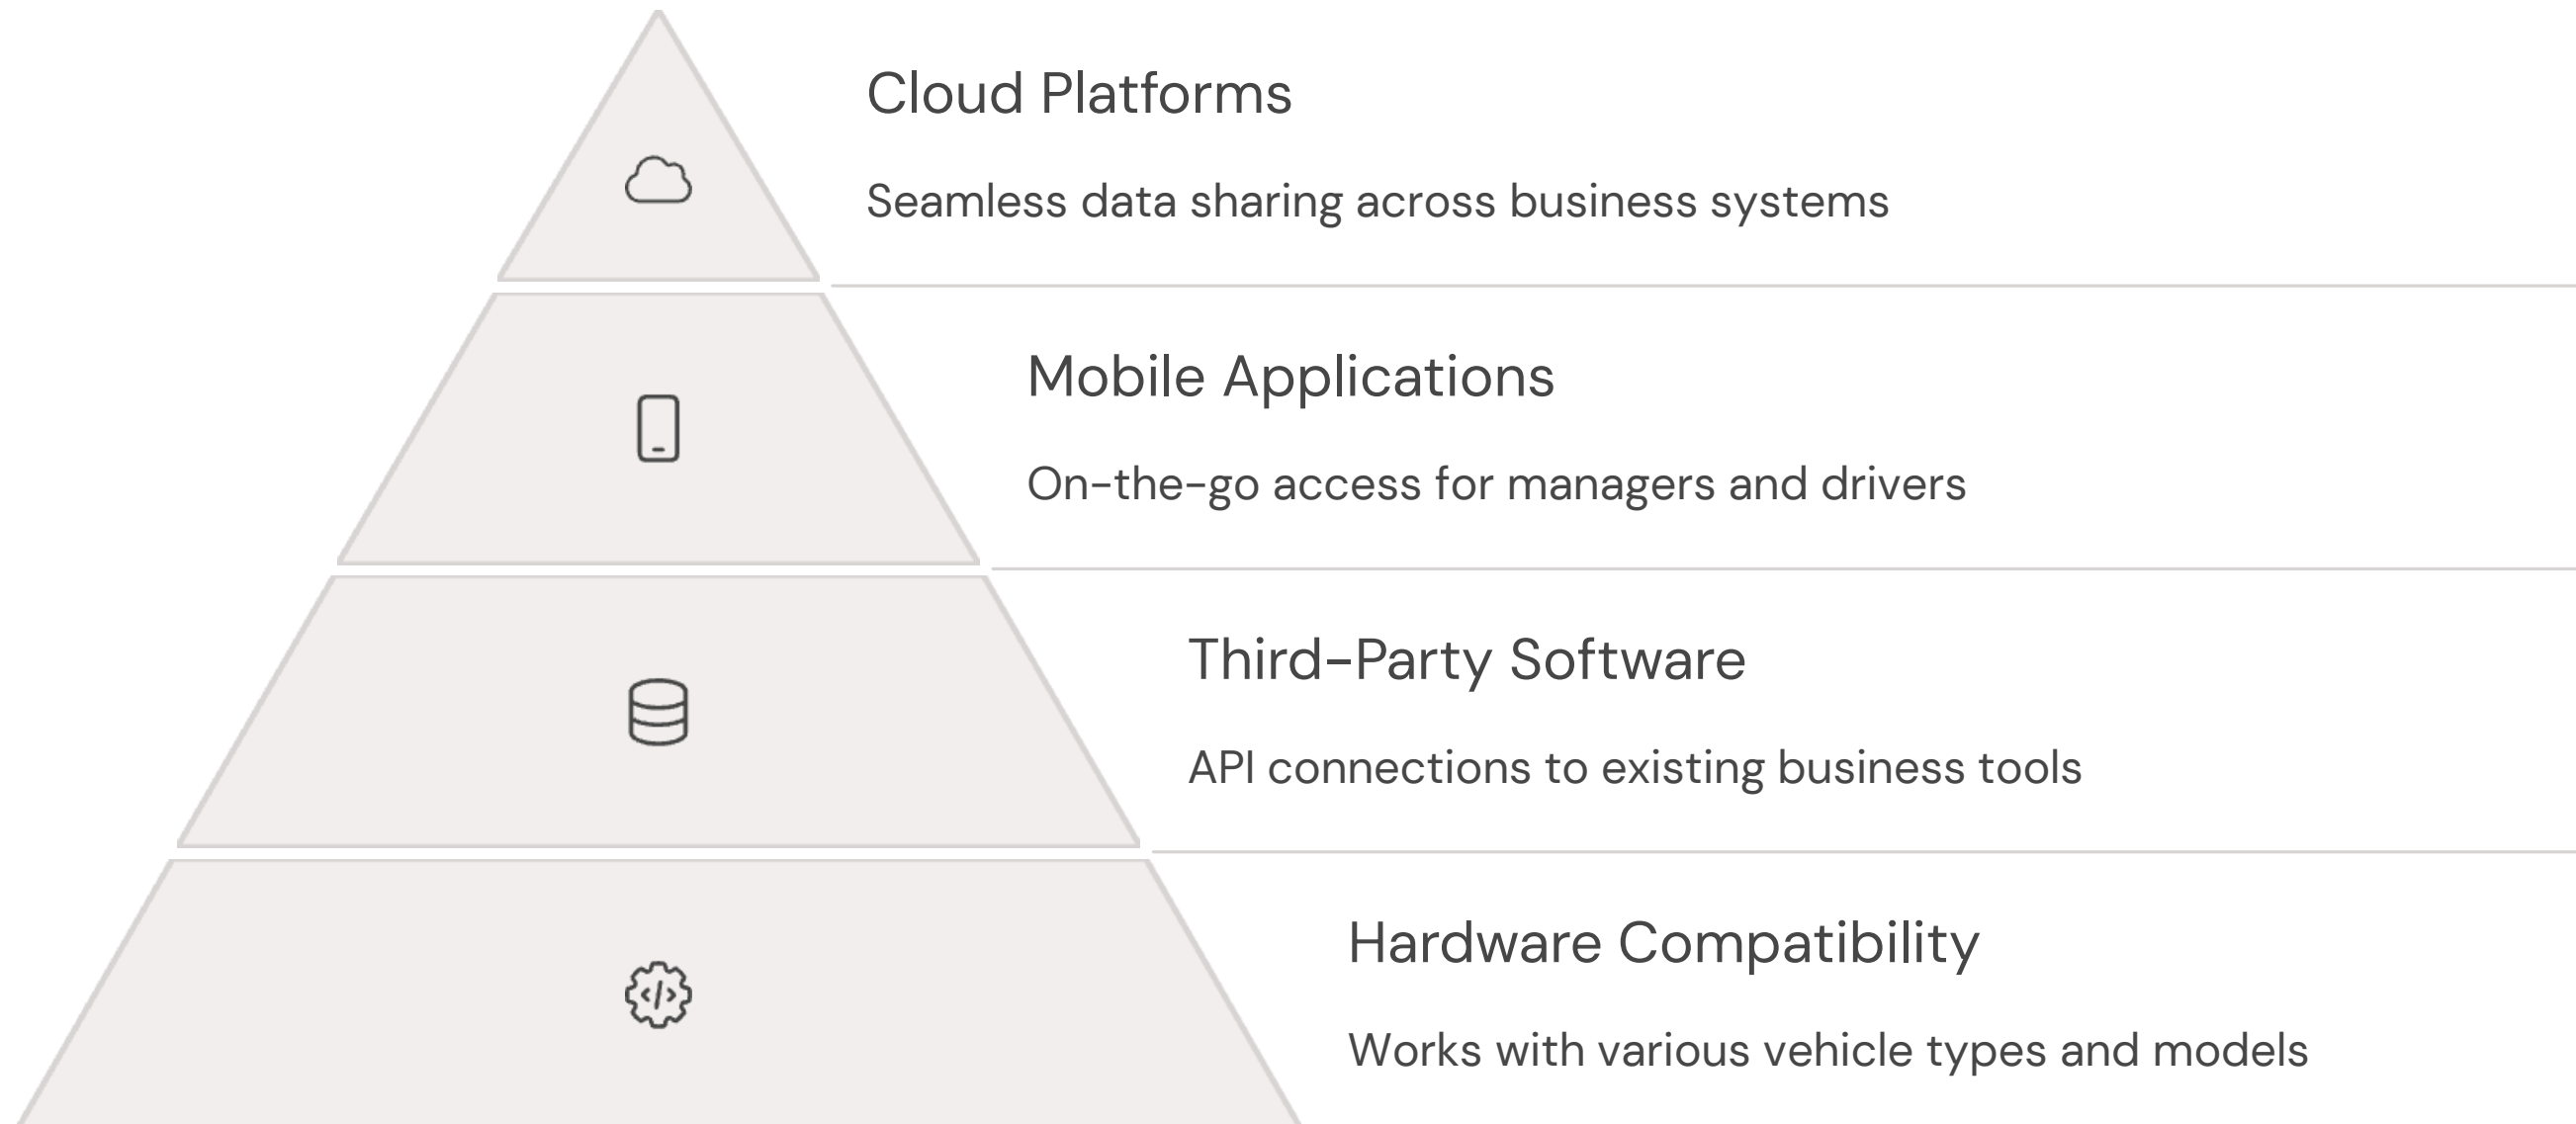 Cloud Platforms
Seamless data sharing across business systems
Mobile Applications
On-the-go access for managers and drivers
Third-Party Software
API connections to existing business tools
Hardware Compatibility
Works with various vehicle types and models